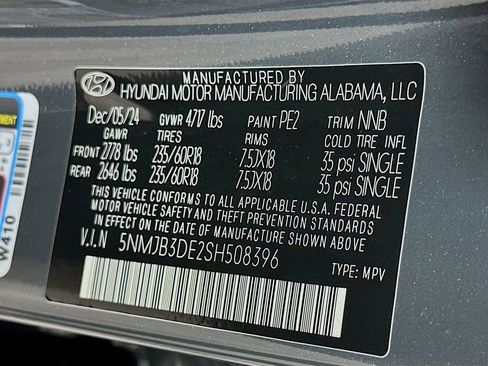 MANUFACTURED BY
HYUNDAI MOTOR MANUFACTURING ALABAMA, LLC
Dec/05/24 GVWR 4717 lbs PAINT PE2 TRIM NNB
GAWR TIRES RIMS COLD TIRE INFL
FRONT 2778 lbs 235/60R18 7.5JX18 35 psi SINGLE
REAR 2646 lbs 235/60R18 7.5JX18 35 psi SINGLE
THIS VEHICLE CONFORMS TO ALL APPLICABLE U.S.A. FEDERAL
MOTOR VEHICLE SAFETY AND THEFT PREVENTION STANDARDS
IN EFFECT ON THE DATE OF MANUFACTURE SHOWN ABOVE.
V.I.N 5NMJB3DE2SH508396
TYPE: MPV
W410